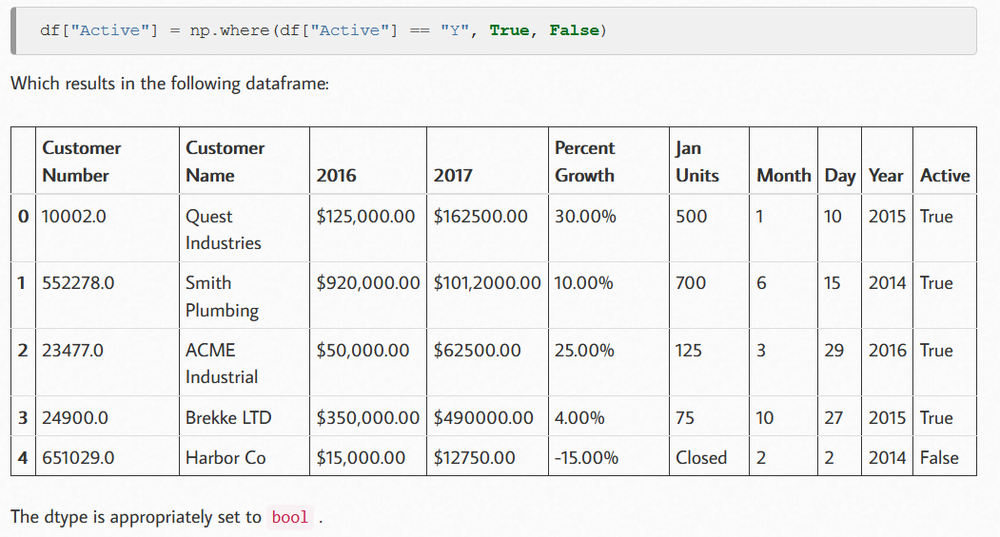 df["Active"] = np.where(df["Active"] == "Y", True, False)
Which results in the following dataframe:
Customer Number Customer Name 2016 2017 Percent Growth Jan Units Month Day Year Active
0 10002.0 Quest Industries $125,000.00 $162500.00 30.00% 500 1 10 2015 True
1 552278.0 Smith Plumbing $920,000.00 $101,2000.00 10.00% 700 6 15 2014 True
2 23477.0 ACME Industrial $50,000.00 $62500.00 25.00% 125 3 29 2016 True
3 24900.0 Brekke LTD $350,000.00 $490000.00 4.00% 75 10 27 2015 True
4 651029.0 Harbor Co $15,000.00 $12750.00 -15.00% Closed 2 2 2014 False
The dtype is appropriately set to bool .